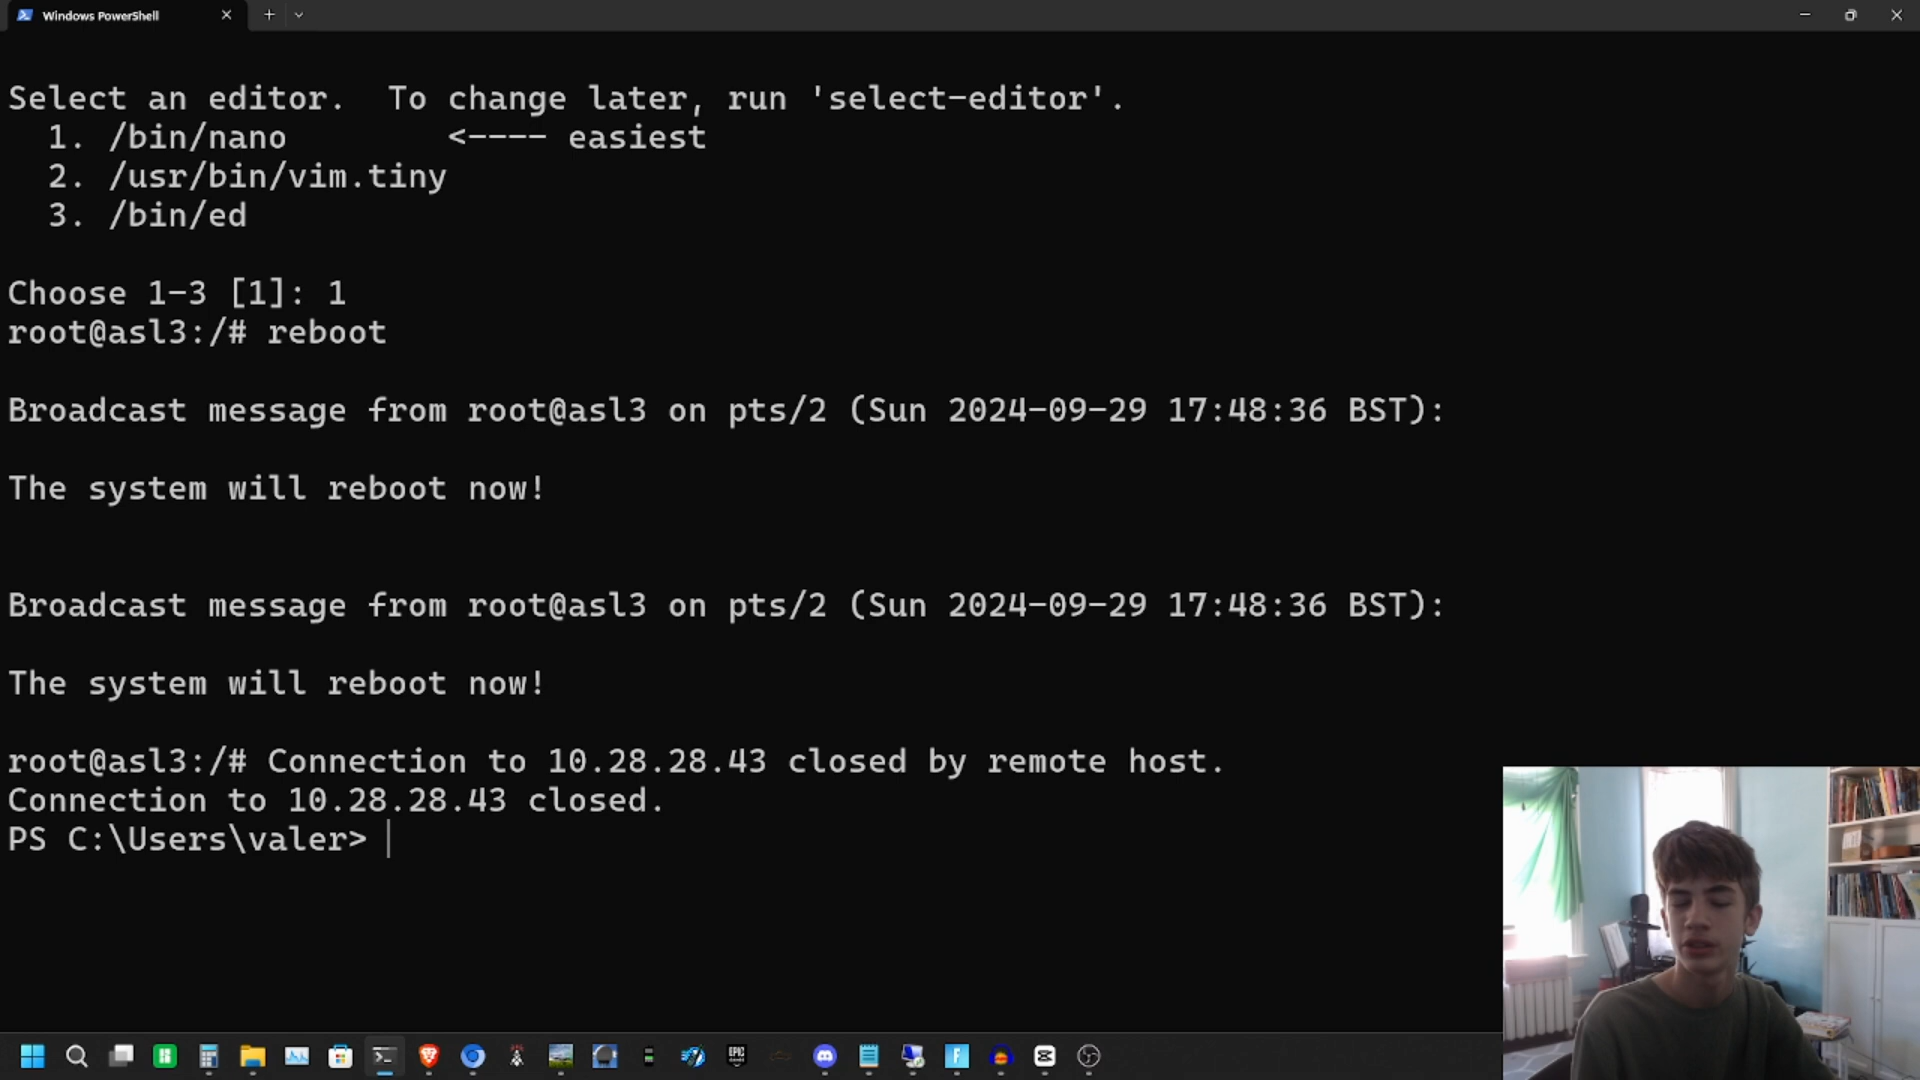 Windows PowerShell
Select an editor.  To change later, run 'select-editor'.
1. /bin/nano        <---- easiest
2. /usr/bin/vim.tiny
3. /bin/ed
Choose 1-3 [1]: 1
root@asl3:/# reboot
Broadcast message from root@asl3 on pts/2 (Sun 2024-09-29 17:48:36 BST):
The system will reboot now!
Broadcast message from root@asl3 on pts/2 (Sun 2024-09-29 17:48:36 BST):
The system will reboot now!
root@asl3:/# Connection to 10.28.28.43 closed by remote host.
Connection to 10.28.28.43 closed.
PS C:\Users\valer>
EPIC